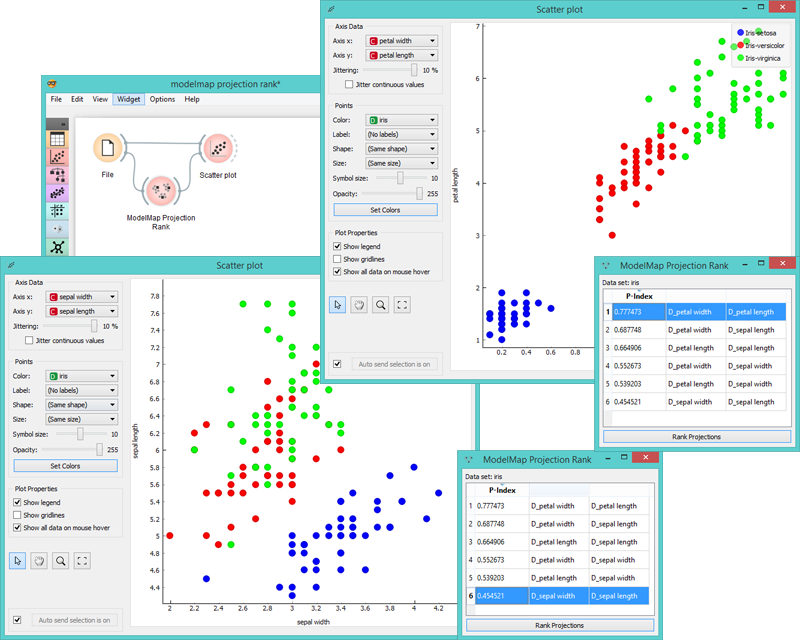 modelmap projection rank*
File Edit View Widget Options Help
File
Scatter plot
ModelMap Projection
Rank
Scatter plot
Axis Data
Axis x: C petal width
Axis y: C petal length
Jittering: 10 %
Jitter continuous values
Points
Color: D iris
Label: (No labels)
Shape: (Same shape)
Size: (Same size)
Symbol size: 10
Opacity: 255
Set Colors
Plot Properties
Show legend
Show gridlines
Show all data on mouse hover
Auto send selection is on
petal length
7
6
5
4
3
2
1
0.2 0.4 0.6 0.8
Iris-setosa
Iris-versicolor
Iris-virginica
ModelMap Projection Rank
Data set: iris
P-Index
1 0.777473 D_petal width D_petal length
2 0.687748 D_petal width D_sepal length
3 0.664906 D_petal length D_sepal length
4 0.552673 D_petal width D_sepal width
5 0.539203 D_petal length D_sepal width
6 0.454521 D_sepal width D_sepal length
Rank Projections
Scatter plot
Axis Data
Axis x: C sepal width
Axis y: C sepal length
Jittering: 10 %
Jitter continuous values
Points
Color: D iris
Label: (No labels)
Shape: (Same shape)
Size: (Same size)
Symbol size: 10
Opacity: 255
Set Colors
Plot Properties
Show legend
Show gridlines
Show all data on mouse hover
Auto send selection is on
sepal length
7.8
7.6
7.4
7.2
7
6.8
6.6
6.4
6.2
6
5.8
5.6
5.4
5.2
5
4.8
4.6
4.4
2 2.2 2.4 2.6 2.8 3 3.2 3.4 3.6 3.8 4 4.2
sepal width
ModelMap Projection Rank
Data set: iris
P-Index
1 0.777473 D_petal width D_petal length
2 0.687748 D_petal width D_sepal length
3 0.664906 D_petal length D_sepal length
4 0.552673 D_petal width D_sepal width
5 0.539203 D_petal length D_sepal width
6 0.454521 D_sepal width D_sepal length
Rank Projections